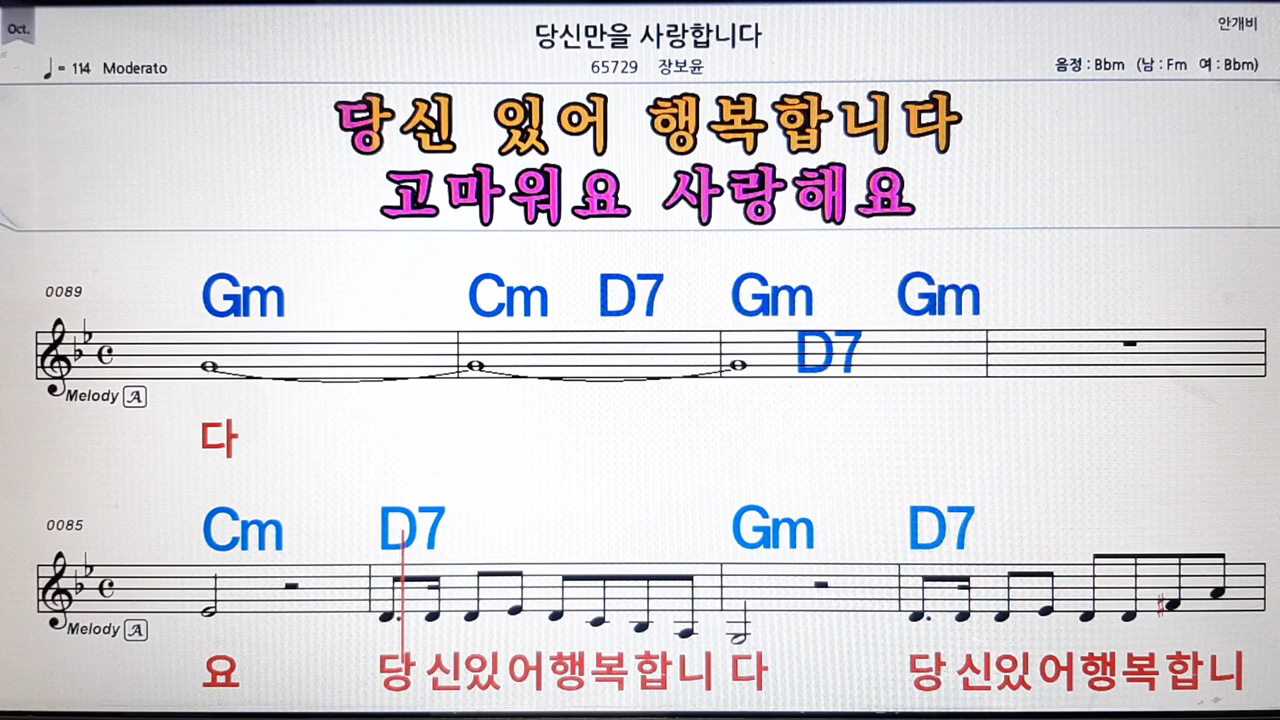 Oct.
당신만을 사랑합니다
안개비
♩= 114 Moderato
65729 장보윤
음정 : Bbm (남 : Fm 여 : Bbm)
당신 있어 행복합니다
고마워요 사랑해요
0089
Gm Cm D7 Gm D7 Gm
Melody A
다
0085
Cm D7 Gm D7
Melody A
요 당 신있어행복합니 다 당 신있어행복합니